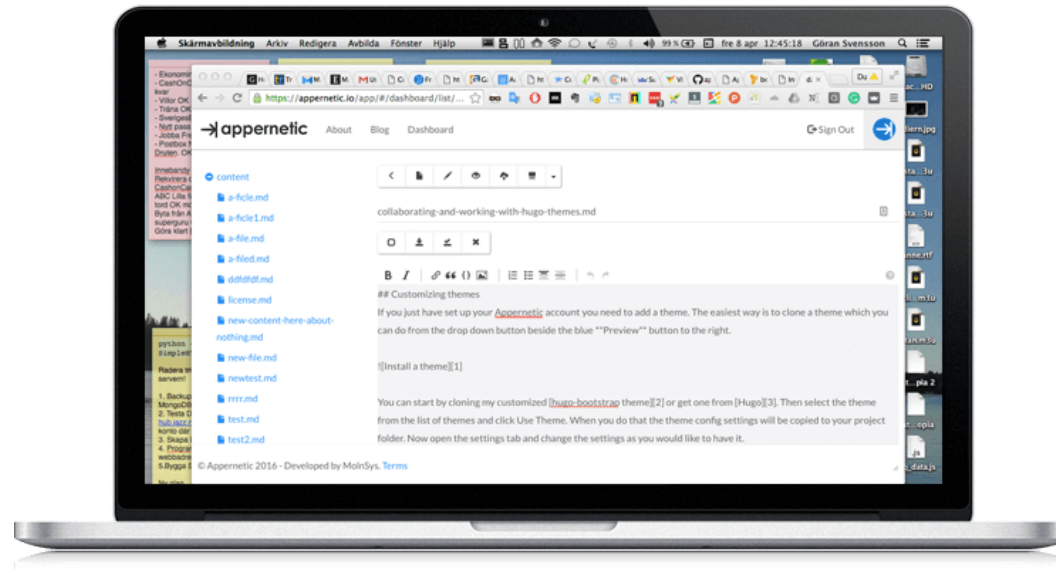 Skärmavbildning Arkiv Redigera Avbilda Fönster Hjälp 99 % fre 8 apr 12:45:18 Göran Svensson
https://appernetic.io/app/#/dashboard/list/...
appernetic About Blog Dashboard Sign Out
content
a-ficle.md
a-ficle1.md
a-file.md
a-filed.md
ddfdfdf.md
license.md
new-content-here-about-
nothing.md
new-file.md
newtest.md
rrrr.md
test.md
test2.md
collaborating-and-working-with-hugo-themes.md
B I
## Customizing themes
If you just have set up your Appernetic account you need to add a theme. The easiest way is to clone a theme which you
can do from the drop down button beside the blue **Preview** button to the right.
![Install a theme][1]
You can start by cloning my customized [hugo-bootstrap theme][2] or get one from [Hugo][3]. Then select the theme
from the list of themes and click Use Theme. When you do that the theme config settings will be copied to your project
folder. Now open the settings tab and change the settings as you would like to have it.
© Appernetic 2016 - Developed by MolnSys. Terms